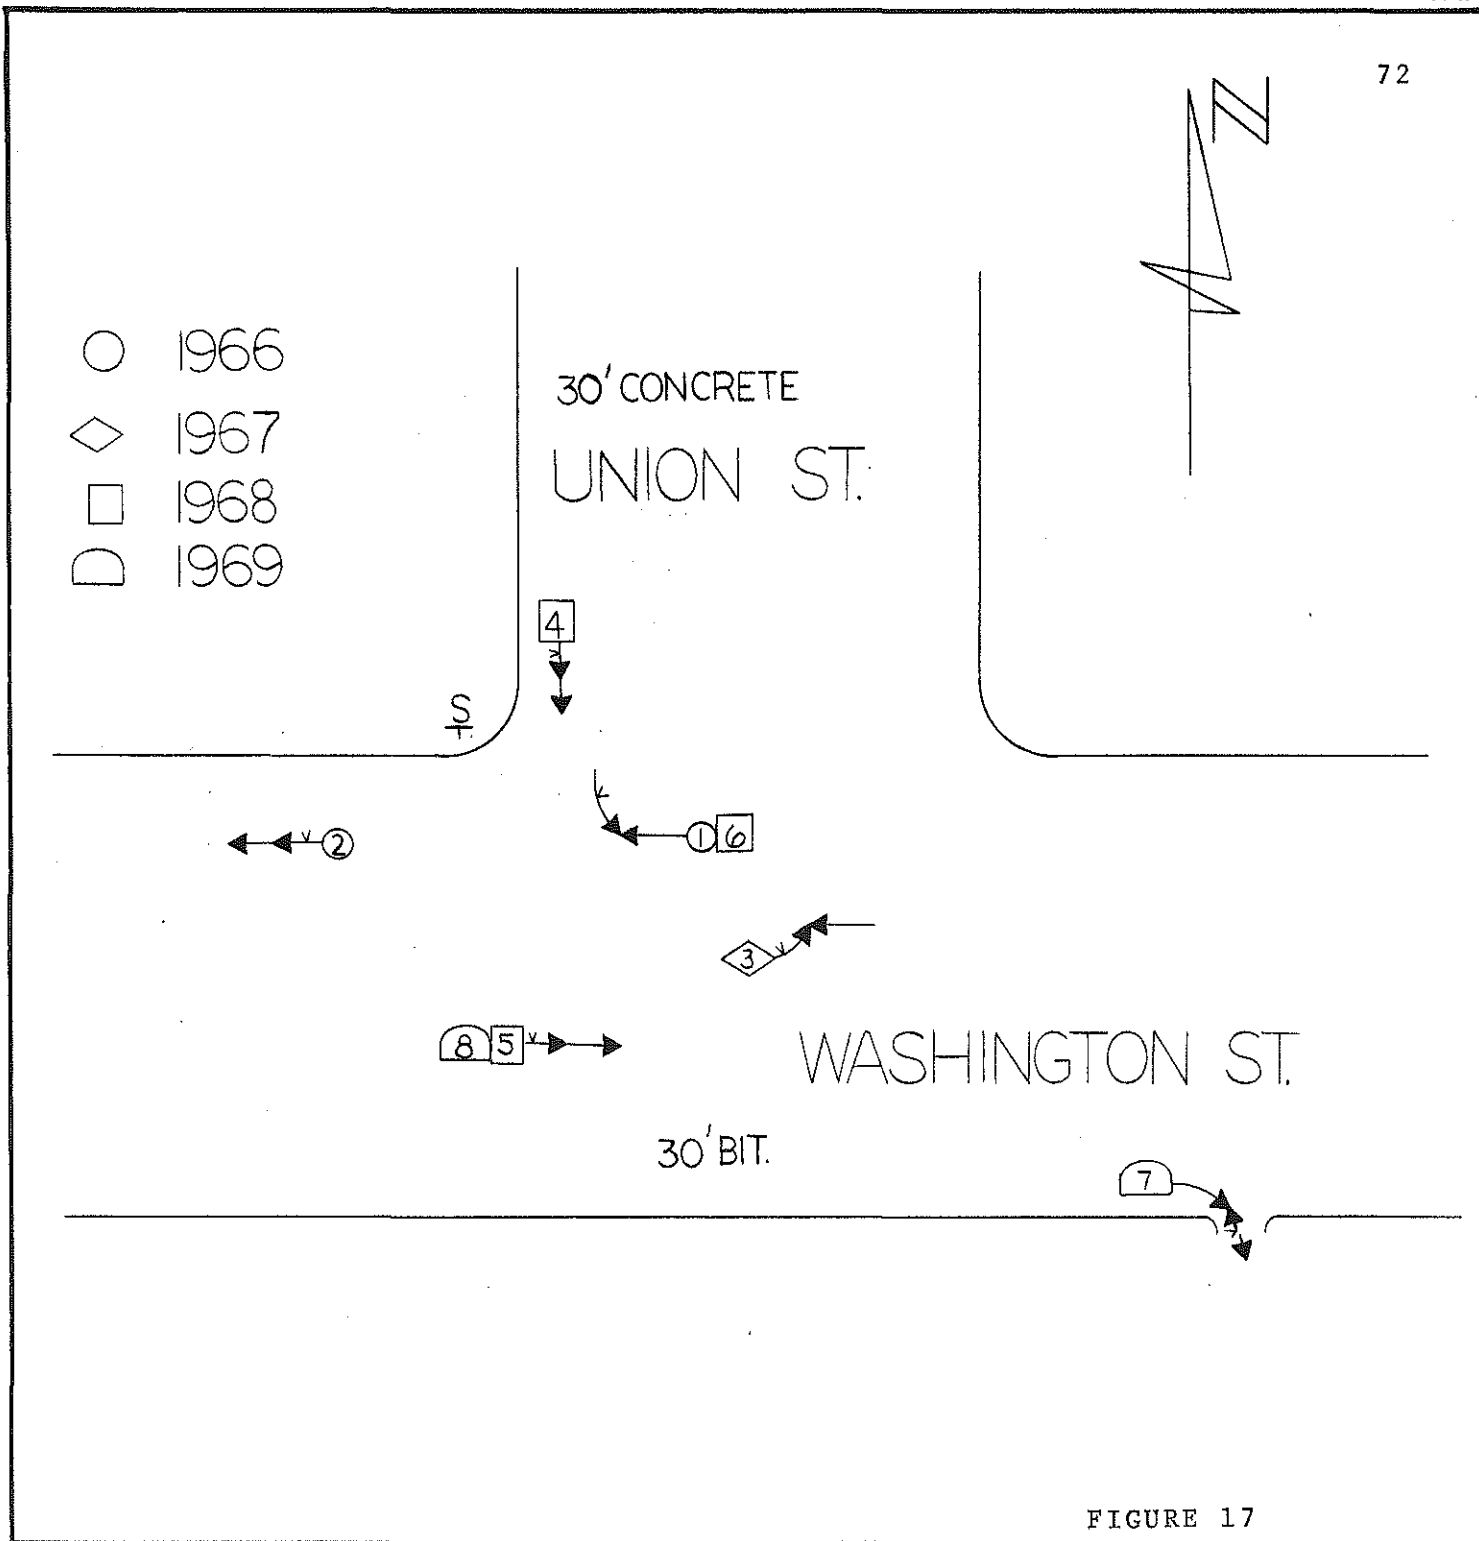 72
N
1966
1967
1968
1969
30' CONCRETE
UNION ST.
4
S
2
1 6
3
8 5
WASHINGTON ST.
30' BIT.
7
FIGURE 17